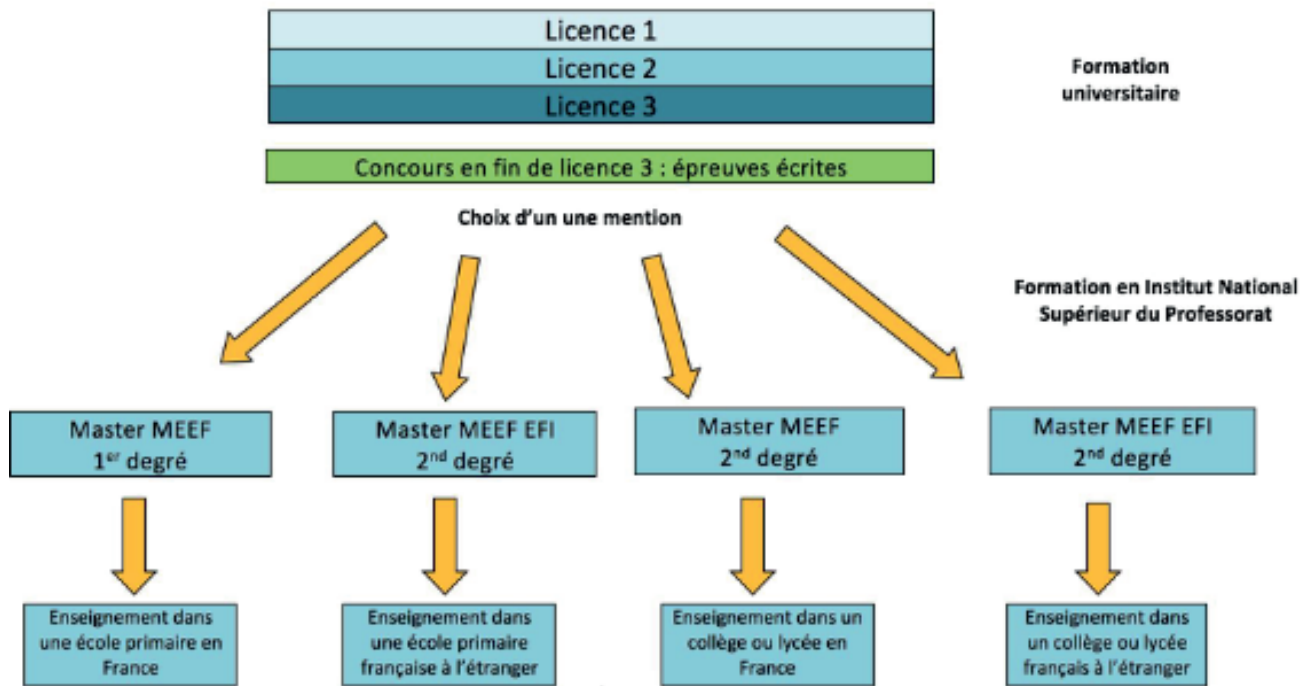 Licence 1
Licence 2
Formation
universitaire
Licence 3
Concours en fin de licence 3 : épreuves écrites
Choix d'un une mention
Formation en Institut National
Supérieur du Professorat
Master MEEF
1er degré
Master MEEF EFI
2nd degré
Master MEEF
2nd degré
Master MEEF EFI
2nd degré
Enseignement dans
une école primaire en
France
Enseignement dans
une école primaire
française à l'étranger
Enseignement dans un
collège ou lycée en
France
Enseignement dans
un collège ou lycée
français à l'étranger